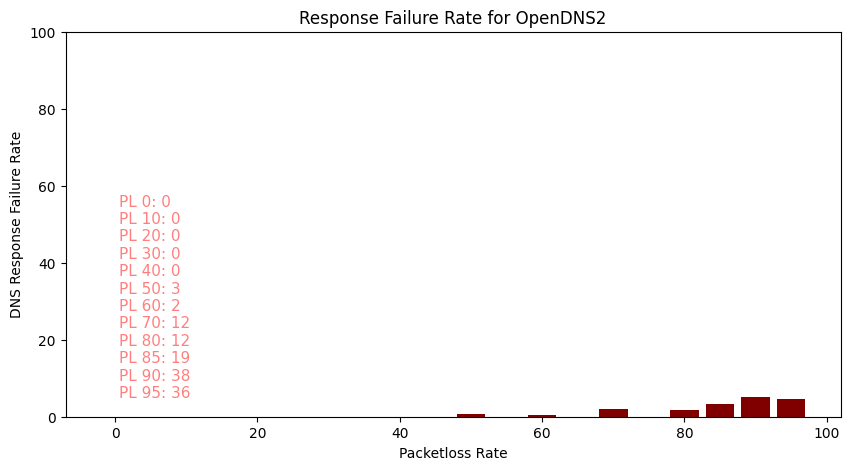 Response Failure Rate for OpenDNS2
100
80
60
40
20
0
DNS Response Failure Rate
PL 0: 0
PL 10: 0
PL 20: 0
PL 30: 0
PL 40: 0
PL 50: 3
PL 60: 2
PL 70: 12
PL 80: 12
PL 85: 19
PL 90: 38
PL 95: 36
0 20 40 60 80 100
Packetloss Rate